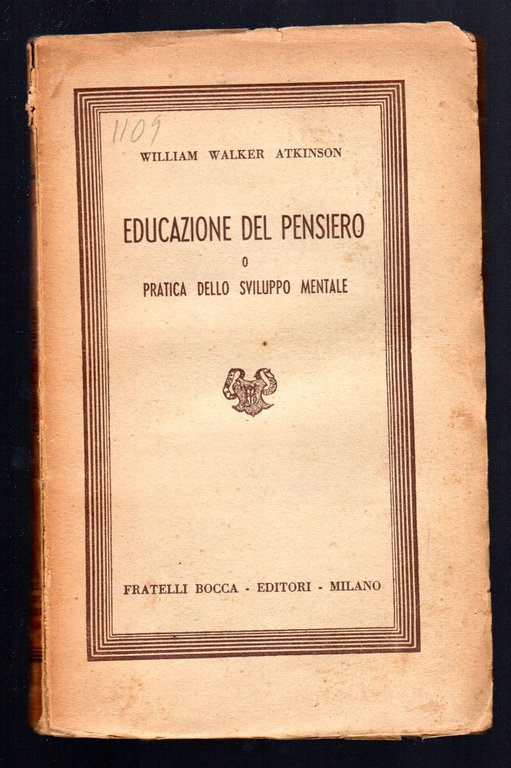 1109
WILLIAM WALKER ATKINSON
EDUCAZIONE DEL PENSIERO
O
PRATICA DELLO SVILUPPO MENTALE
FRATELLI BOCCA - EDITORI - MILANO